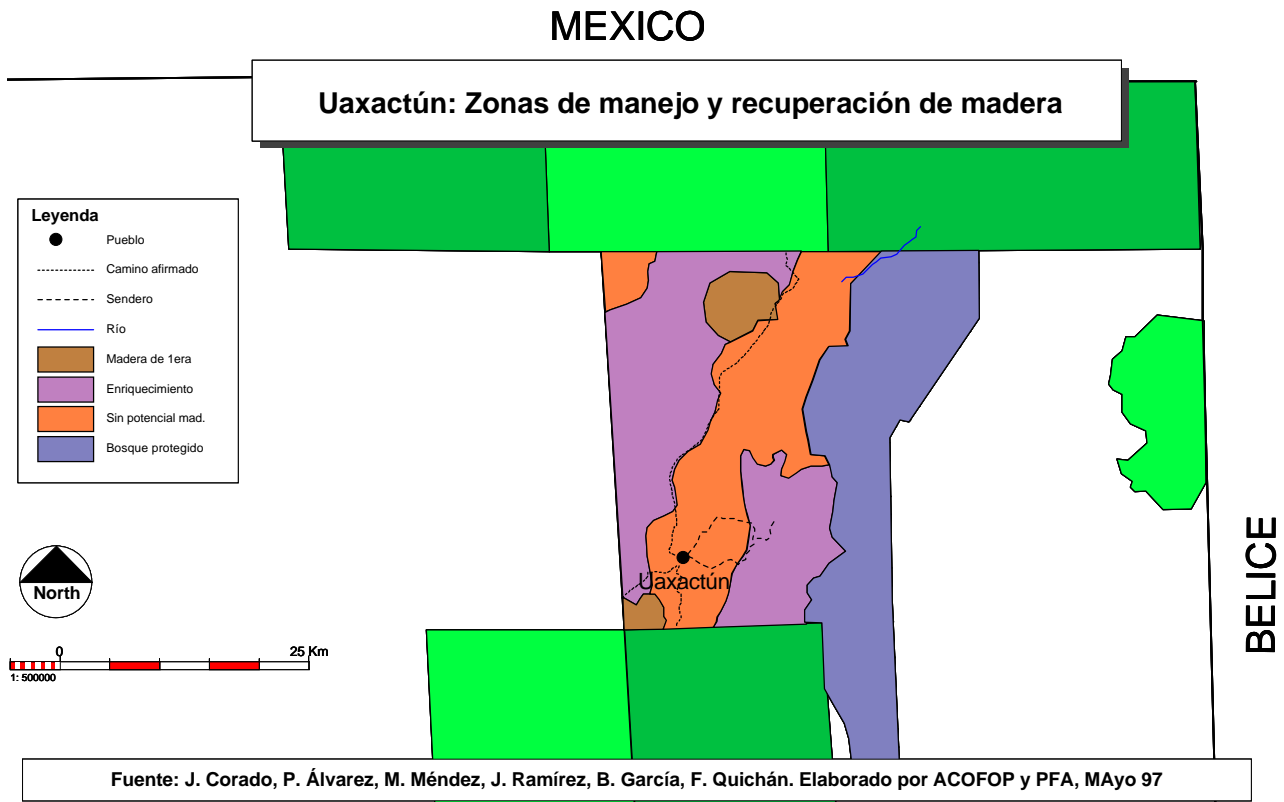 MEXICO
Uaxactún: Zonas de manejo y recuperación de madera
Leyenda
Pueblo
Camino afirmado
Sendero
Río
Madera de 1era
Enriquecimiento
Sin potencial mad.
Bosque protegido
North
0 25 Km
1: 500000
Uaxactún
BELICE
Fuente: J. Corado, P. Álvarez, M. Méndez, J. Ramírez, B. García, F. Quichán. Elaborado por ACOFOP y PFA, MAyo 97